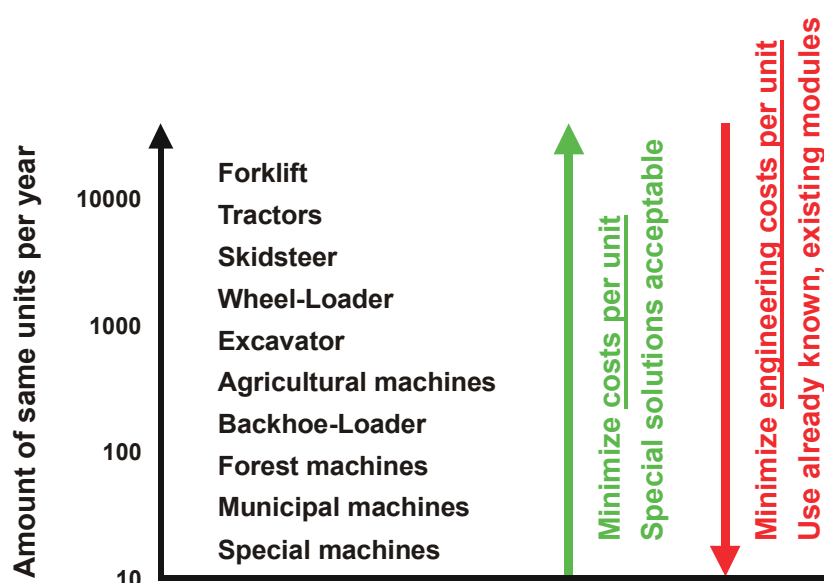 Amount of same units per year
10000
1000
100
10
Forklift
Tractors
Skidsteer
Wheel-Loader
Excavator
Agricultural machines
Backhoe-Loader
Forest machines
Municipal machines
Special machines
Minimize costs per unit
Special solutions acceptable
Minimize engineering costs per unit
Use already known, existing modules